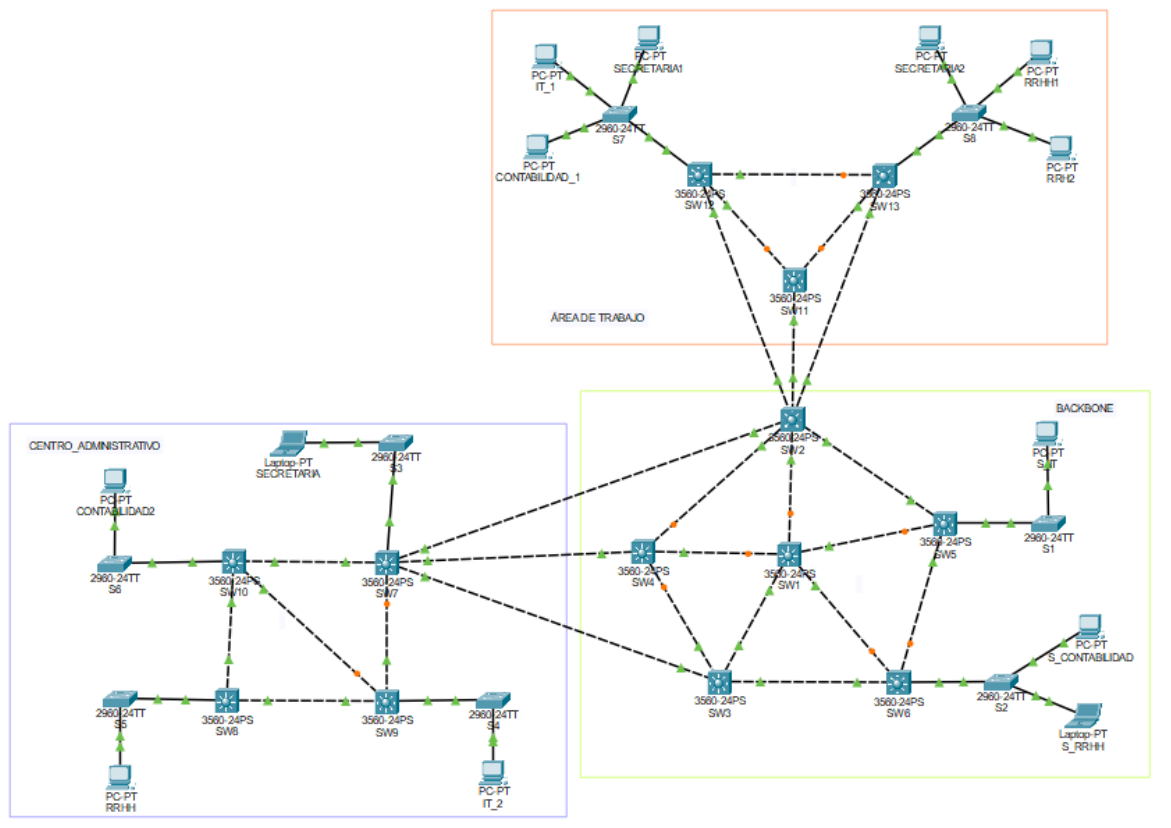 PC-PT
SECRETARIA1
PC-PT
IT_1
2960-24TT
S7
PC-PT
CONTABILIDAD_1
3560-24PS
SW12
PC-PT
SECRETARIA2
PC-PT
RRHH1
2960-24TT
S8
PC-PT
RRH2
3560-24PS
SW13
3560-24PS
SW11
ÁREA DE TRABAJO
BACKBONE
3560-24PS
SW2
PC-PT
2960-24TT
S1
3560-24PS
SW5
3560-24PS
SW4
3560-24PS
SW1
3560-24PS
SW3
3560-24PS
SW6
2960-24TT
S2
PC-PT
S_CONTABILIDAD
Laptop-PT
S_RRHH
CENTRO_ADMINISTRATIVO
Laptop-PT
SECRETARIA
2960-24TT
S3
PC-PT
CONTABILIDAD2
2960-24TT
S6
3560-24PS
SW10
3560-24PS
SW7
2960-24TT
S5
3560-24PS
SW8
3560-24PS
SW9
2960-24TT
S4
PC-PT
RRHH
PC-PT
IT_2